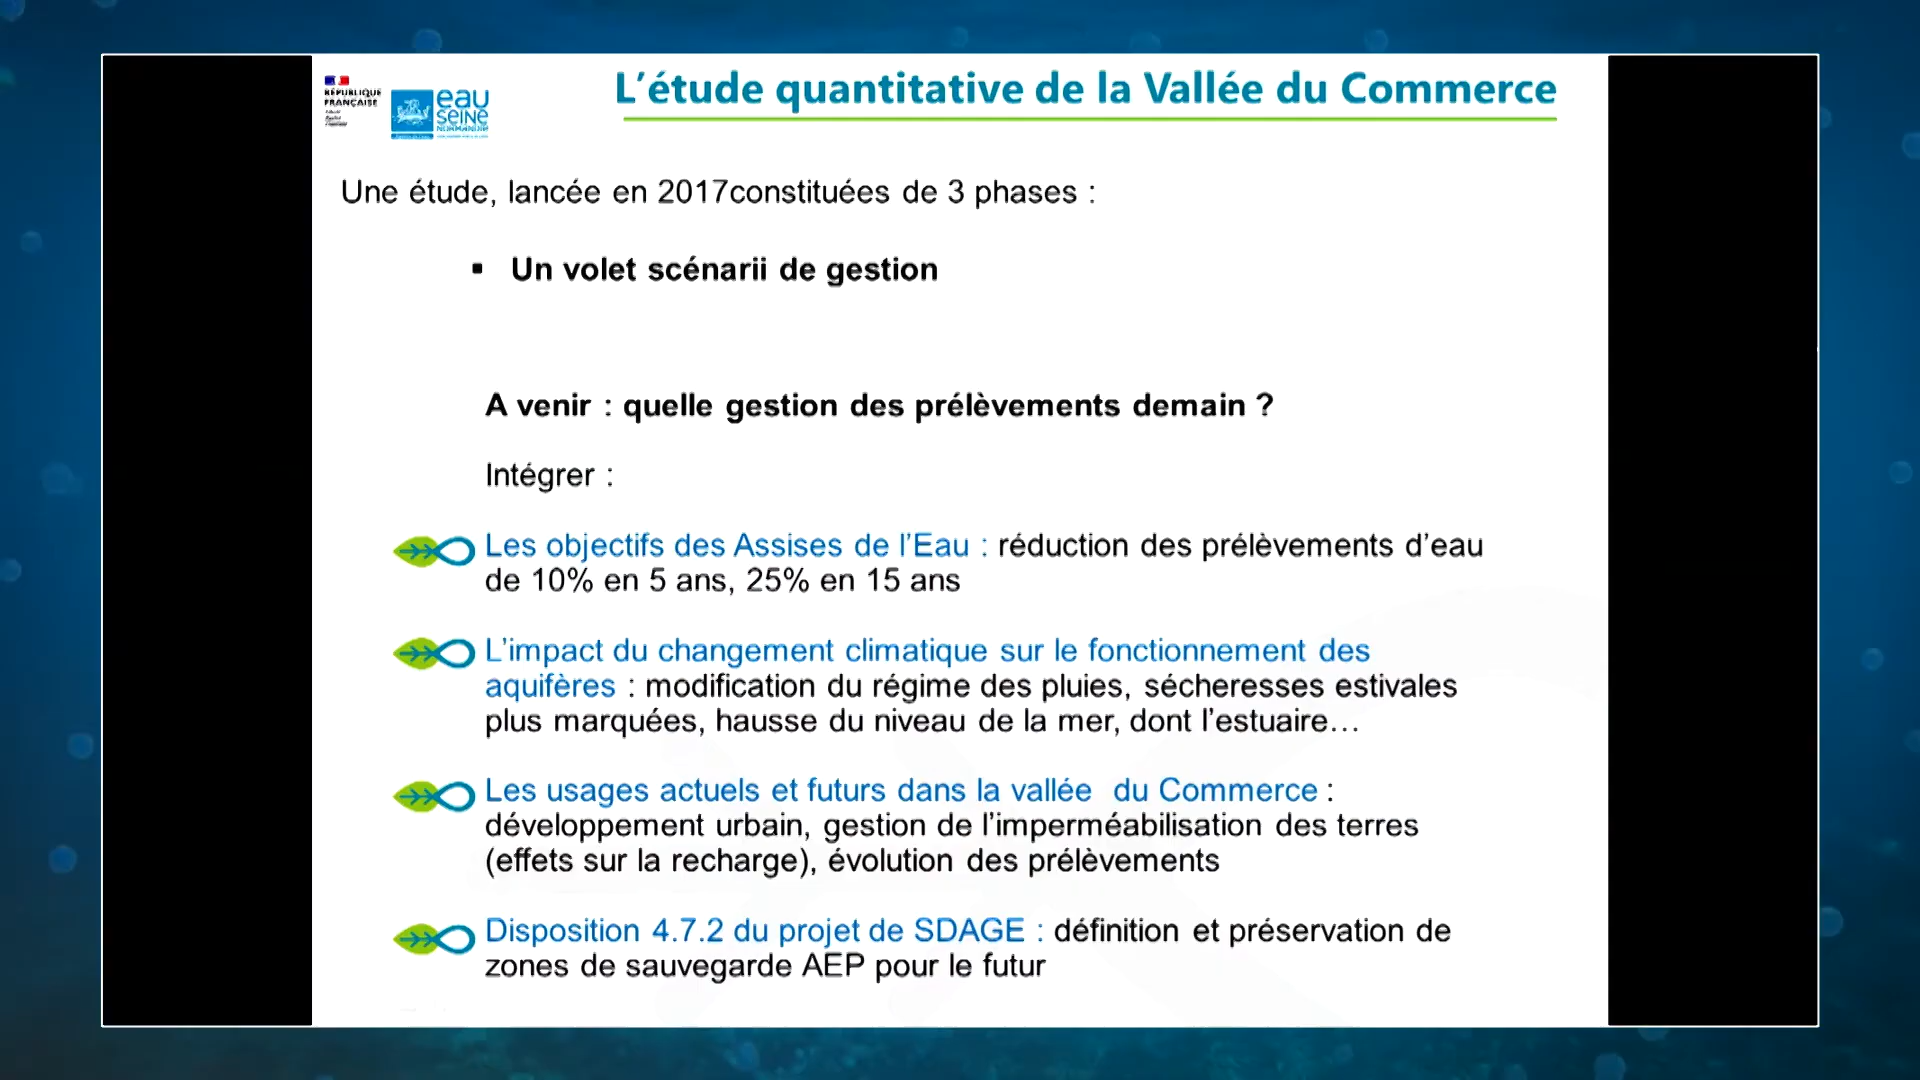 RÉPUBLIQUE
FRANÇAISE
eau
SEINE
NORMANDIE
L’étude quantitative de la Vallée du Commerce
Une étude, lancée en 2017constituées de 3 phases :
▪ Un volet scénarii de gestion
A venir : quelle gestion des prélèvements demain ?
Intégrer :
Les objectifs des Assises de l’Eau : réduction des prélèvements d’eau
de 10% en 5 ans, 25% en 15 ans
L’impact du changement climatique sur le fonctionnement des
aquifères : modification du régime des pluies, sécheresses estivales
plus marquées, hausse du niveau de la mer, dont l’estuaire…
Les usages actuels et futurs dans la vallée du Commerce :
développement urbain, gestion de l’imperméabilisation des terres
(effets sur la recharge), évolution des prélèvements
Disposition 4.7.2 du projet de SDAGE : définition et préservation de
zones de sauvegarde AEP pour le futur